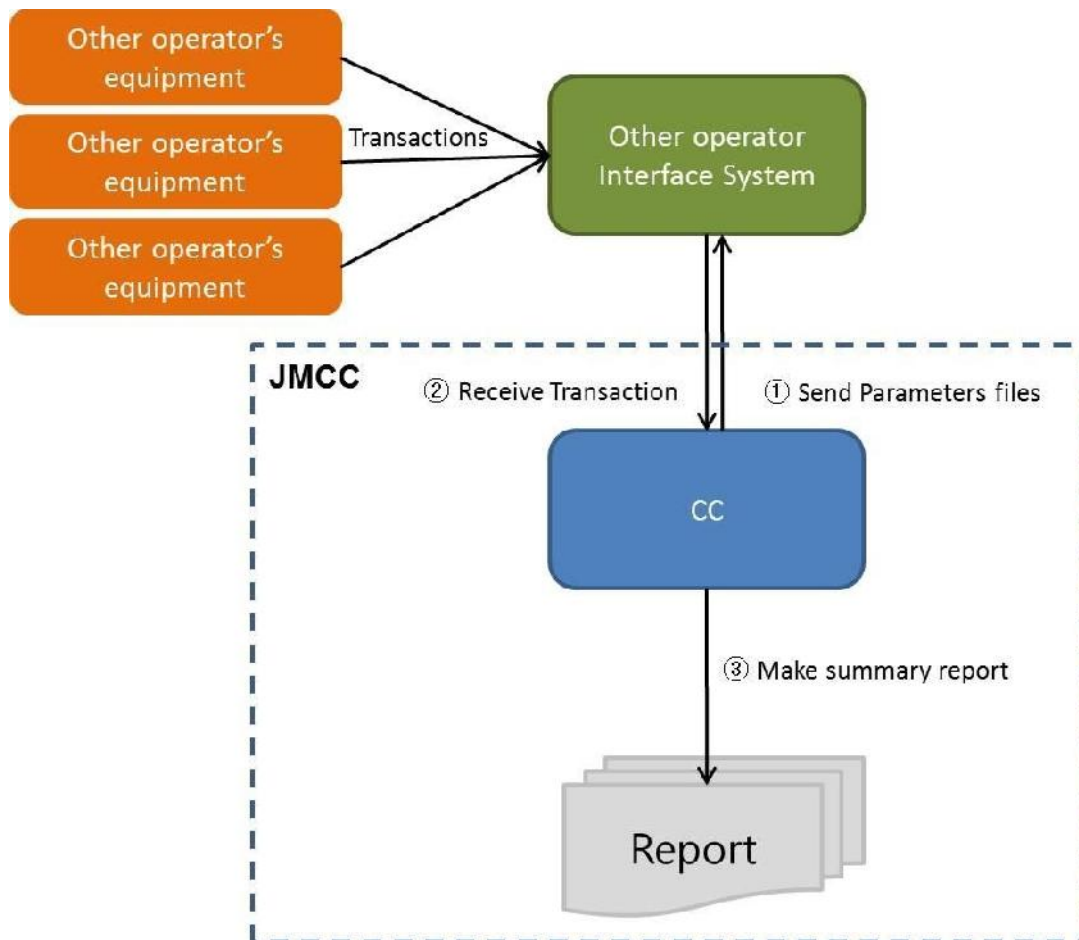 Other operator's
equipment
Other operator's
equipment
Other operator's
equipment
Transactions
Other operator
Interface System
JMCC
② Receive Transaction
① Send Parameters files
CC
③ Make summary report
Report